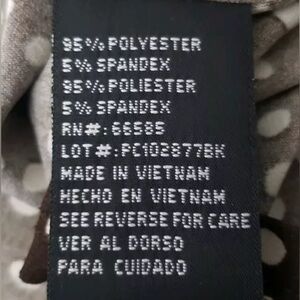 95% POLYESTER
5% SPANDEX
95% POLIESTER
5% SPANDEX
RN#: 66585
LOT#: PC102877BK
MADE IN VIETNAM
HECHO EN VIETNAM
SEE REVERSE FOR CARE
VER AL DORSO
PARA CUIDADO